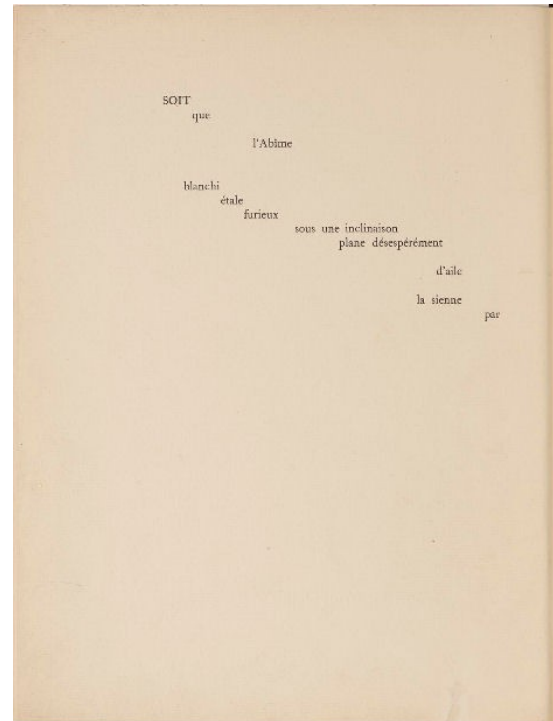 SOIT
que
l'Abîme
blanchi
étale
furieux
sous une inclinaison
plane désespérément
d'aile
la sienne
par